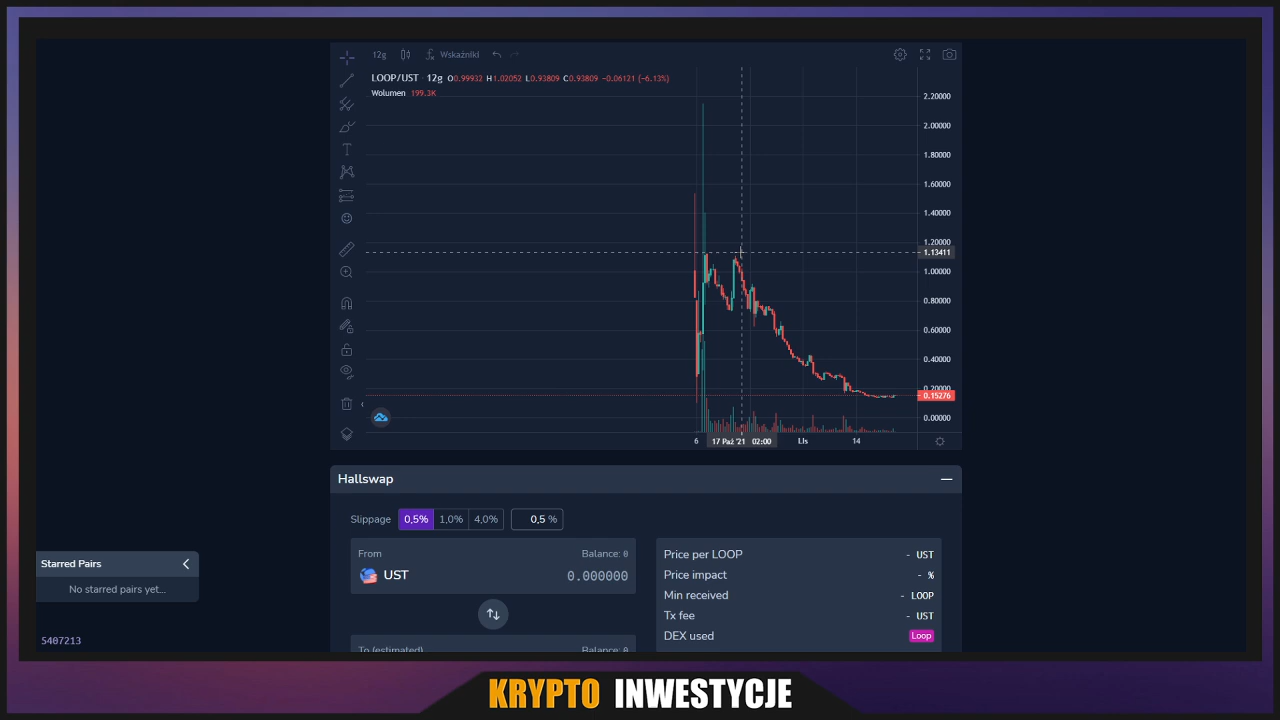 12g Wskaźniki
LOOP/UST · 12g O0.99932 H1.02052 L0.93809 C0.93809 −0.06121 (−6.13%)
Wolumen 199.3K
2.20000
2.00000
1.80000
1.60000
1.40000
1.20000
1.13411
1.00000
0.80000
0.60000
0.40000
0.20000
0.15276
0.00000
6 17 Paź '21 02:00 Lis 14
Hallswap
Slippage 0,5% 1,0% 4,0% 0,5 %
From Balance: 0
UST 0.000000
To (estimated) Balance: 0
Price per LOOP - UST
Price impact - %
Min received - LOOP
Tx fee - UST
DEX used Loop
Starred Pairs
No starred pairs yet...
5407213
KRYPTO INWESTYCJE